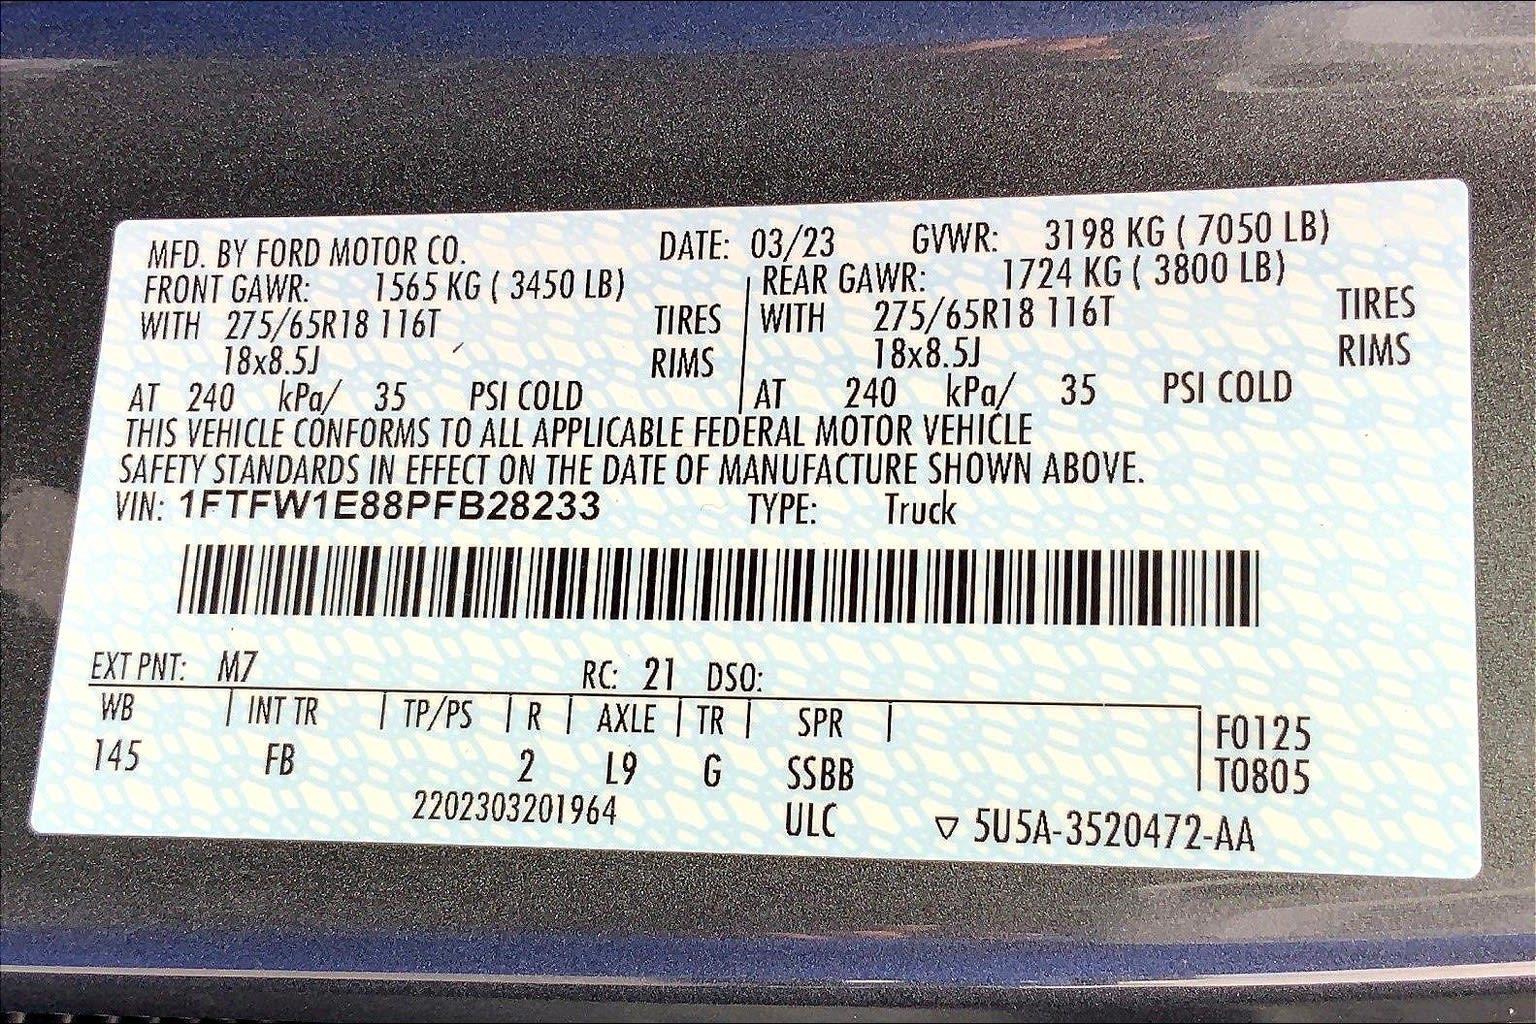 MFD. BY FORD MOTOR CO. DATE: 03/23 GVWR: 3198 KG ( 7050 LB)
FRONT GAWR: 1565 KG ( 3450 LB) REAR GAWR: 1724 KG ( 3800 LB)
WITH 275/65R18 116T TIRES WITH 275/65R18 116T TIRES
18x8.5J RIMS 18x8.5J RIMS
AT 240 kPa/ 35 PSI COLD AT 240 kPa/ 35 PSI COLD
THIS VEHICLE CONFORMS TO ALL APPLICABLE FEDERAL MOTOR VEHICLE
SAFETY STANDARDS IN EFFECT ON THE DATE OF MANUFACTURE SHOWN ABOVE.
VIN: 1FTFW1E88PFB28233 TYPE: Truck
EXT PNT: M7 RC: 21 DSO:
WB INT TR TP/PS R AXLE TR SPR F0125
145 FB 2 L9 G SSBB T0805
2202303201964 ULC ▽ 5U5A-3520472-AA